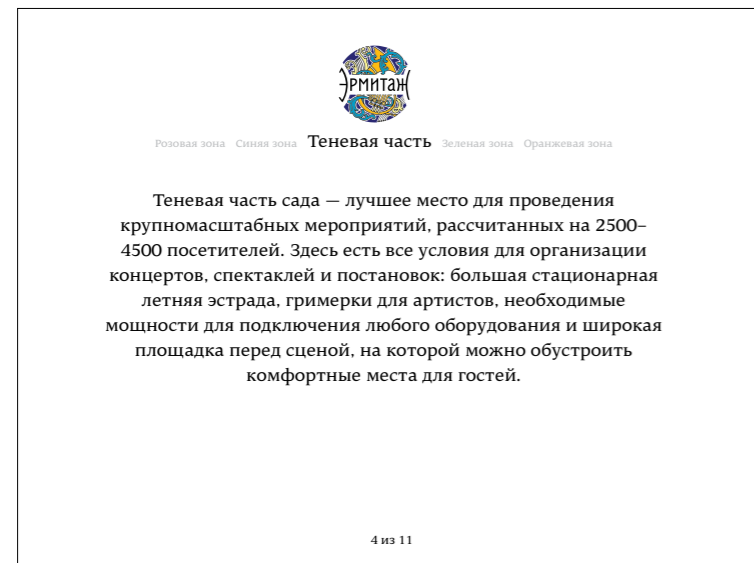 ЭРМИТАЖ
Розовая зона Синяя зона Теневая часть Зеленая зона Оранжевая зона
Теневая часть сада — лучшее место для проведения
крупномасштабных мероприятий, рассчитанных на 2500–
4500 посетителей. Здесь есть все условия для организации
концертов, спектаклей и постановок: большая стационарная
летняя эстрада, гримерки для артистов, необходимые
мощности для подключения любого оборудования и широкая
площадка перед сценой, на которой можно обустроить
комфортные места для гостей.
4 из 11